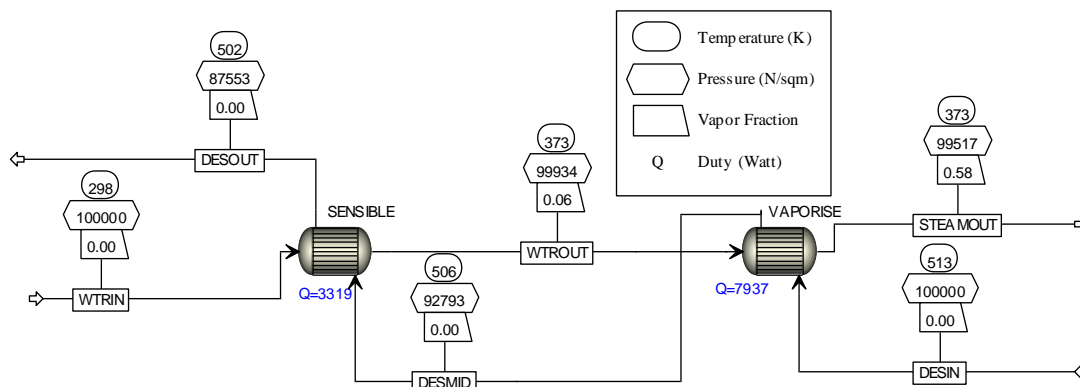 502
87553
0.00
DESOUT
298
100000
0.00
WTRIN
SENSIBLE
Q=3319
373
99934
0.06
WTROUT
506
92793
0.00
DESMID
Temperature (K)
Pressure (N/sqm)
Vapor Fraction
Q Duty (Watt)
VAPORISE
Q=7937
373
99517
0.58
STEAMOUT
513
100000
0.00
DESIN